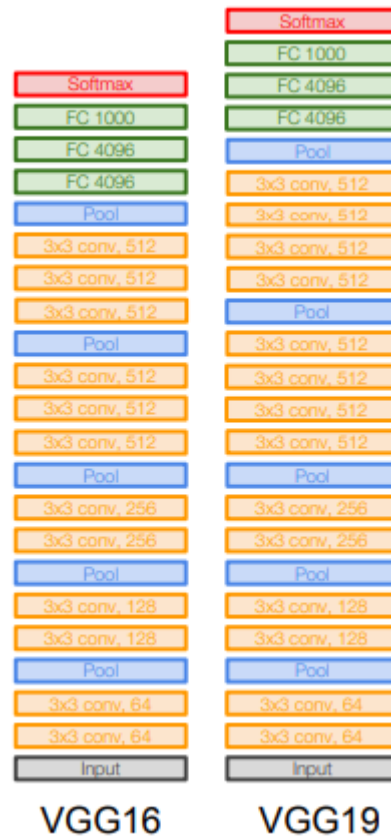 Softmax
FC 1000
FC 4096
FC 4096
Pool
3x3 conv, 512
3x3 conv, 512
3x3 conv, 512
Pool
3x3 conv, 512
3x3 conv, 512
3x3 conv, 512
Pool
3x3 conv, 256
3x3 conv, 256
Pool
3x3 conv, 128
3x3 conv, 128
Pool
3x3 conv, 64
3x3 conv, 64
Input
VGG16
Softmax
FC 1000
FC 4096
FC 4096
Pool
3x3 conv, 512
3x3 conv, 512
3x3 conv, 512
3x3 conv, 512
Pool
3x3 conv, 512
3x3 conv, 512
3x3 conv, 512
3x3 conv, 512
Pool
3x3 conv, 256
3x3 conv, 256
Pool
3x3 conv, 128
3x3 conv, 128
Pool
3x3 conv, 64
3x3 conv, 64
Input
VGG19